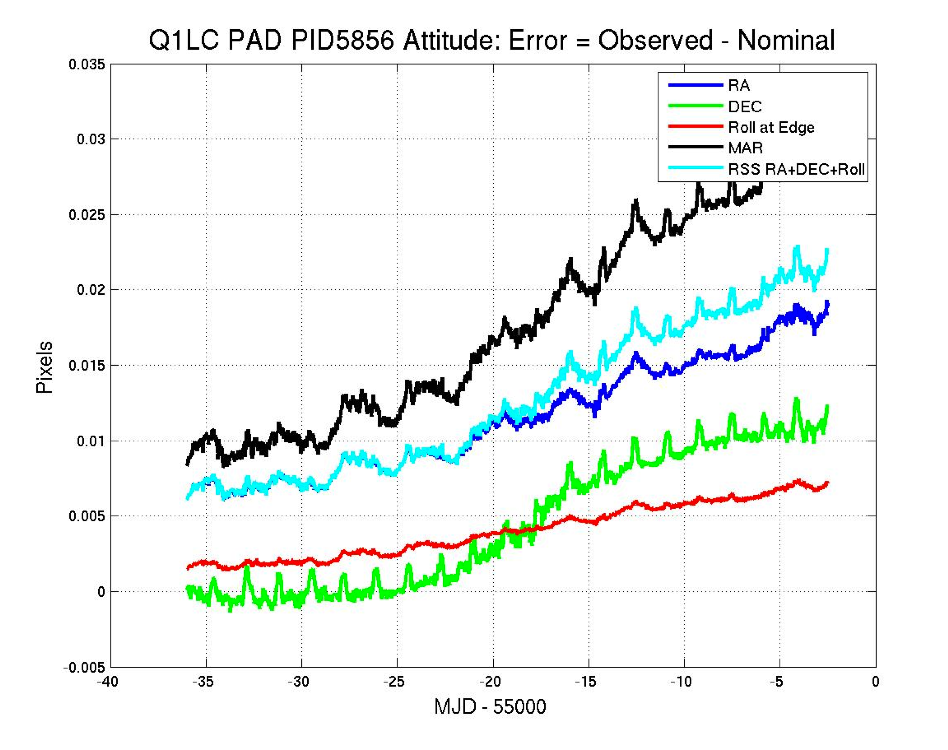 Q1LC PAD PID5856 Attitude: Error = Observed - Nominal
0.035
0.03
0.025
0.02
0.015
0.01
0.005
0
-0.005
Pixels
RA
DEC
Roll at Edge
MAR
RSS RA+DEC+Roll
-40 -35 -30 -25 -20 -15 -10 -5 0
MJD - 55000